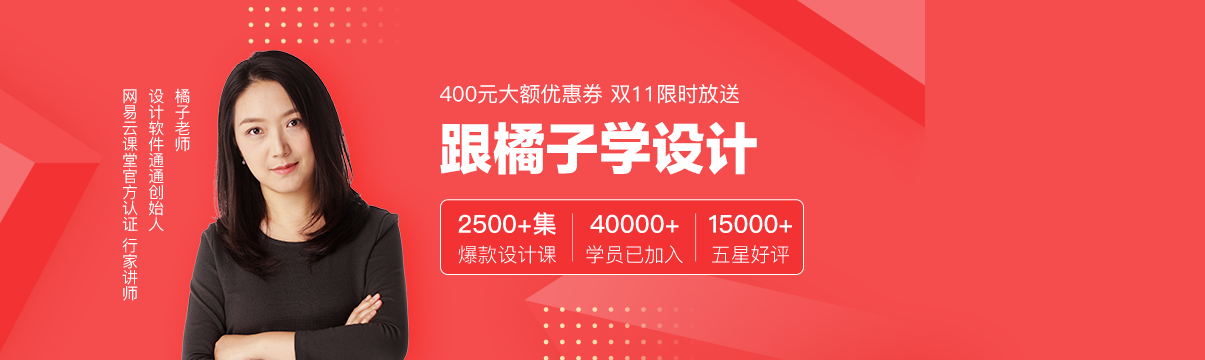 橘子老师
设计软件通通创始人
网易云课堂官方认证 行家讲师
400元大额优惠券 双11限时放送
跟橘子学设计
2500+集
爆款设计课
40000+
学员已加入
15000+
五星好评